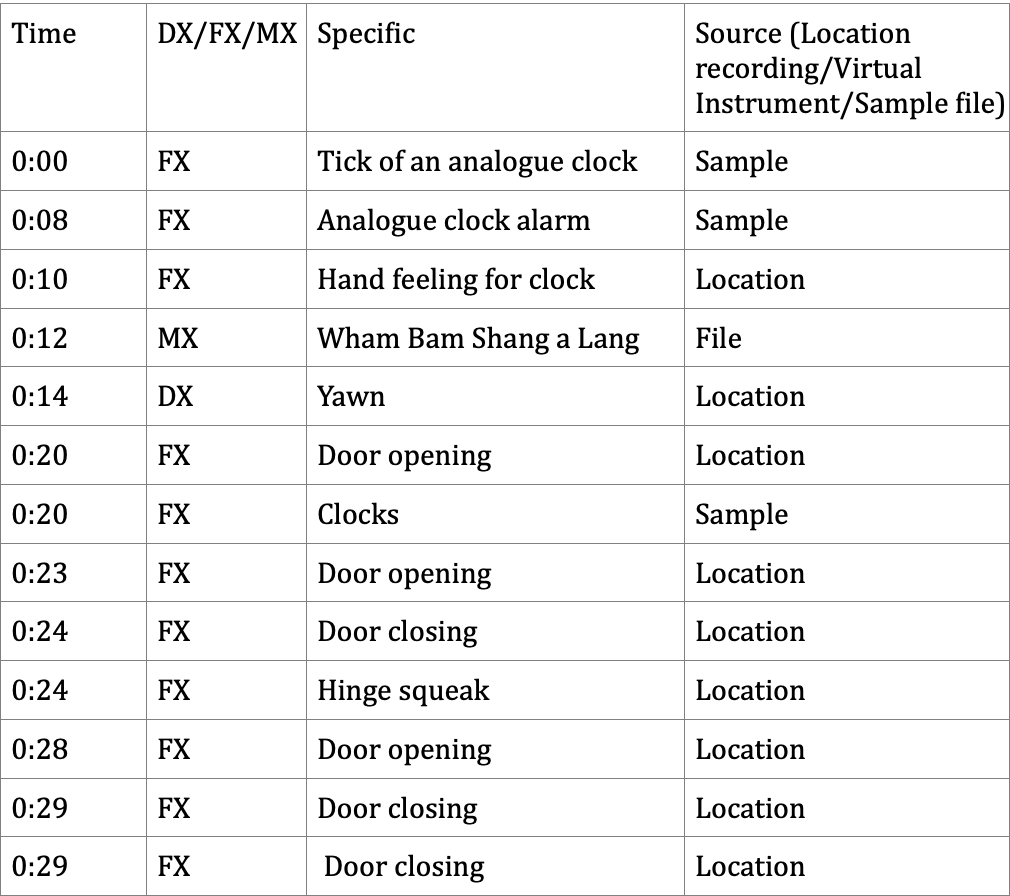 Time DX/FX/MX Specific Source (Location
recording/Virtual
Instrument/Sample file)
0:00 FX Tick of an analogue clock Sample
0:08 FX Analogue clock alarm Sample
0:10 FX Hand feeling for clock Location
0:12 MX Wham Bam Shang a Lang File
0:14 DX Yawn Location
0:20 FX Door opening Location
0:20 FX Clocks Sample
0:23 FX Door opening Location
0:24 FX Door closing Location
0:24 FX Hinge squeak Location
0:28 FX Door opening Location
0:29 FX Door closing Location
0:29 FX Door closing Location